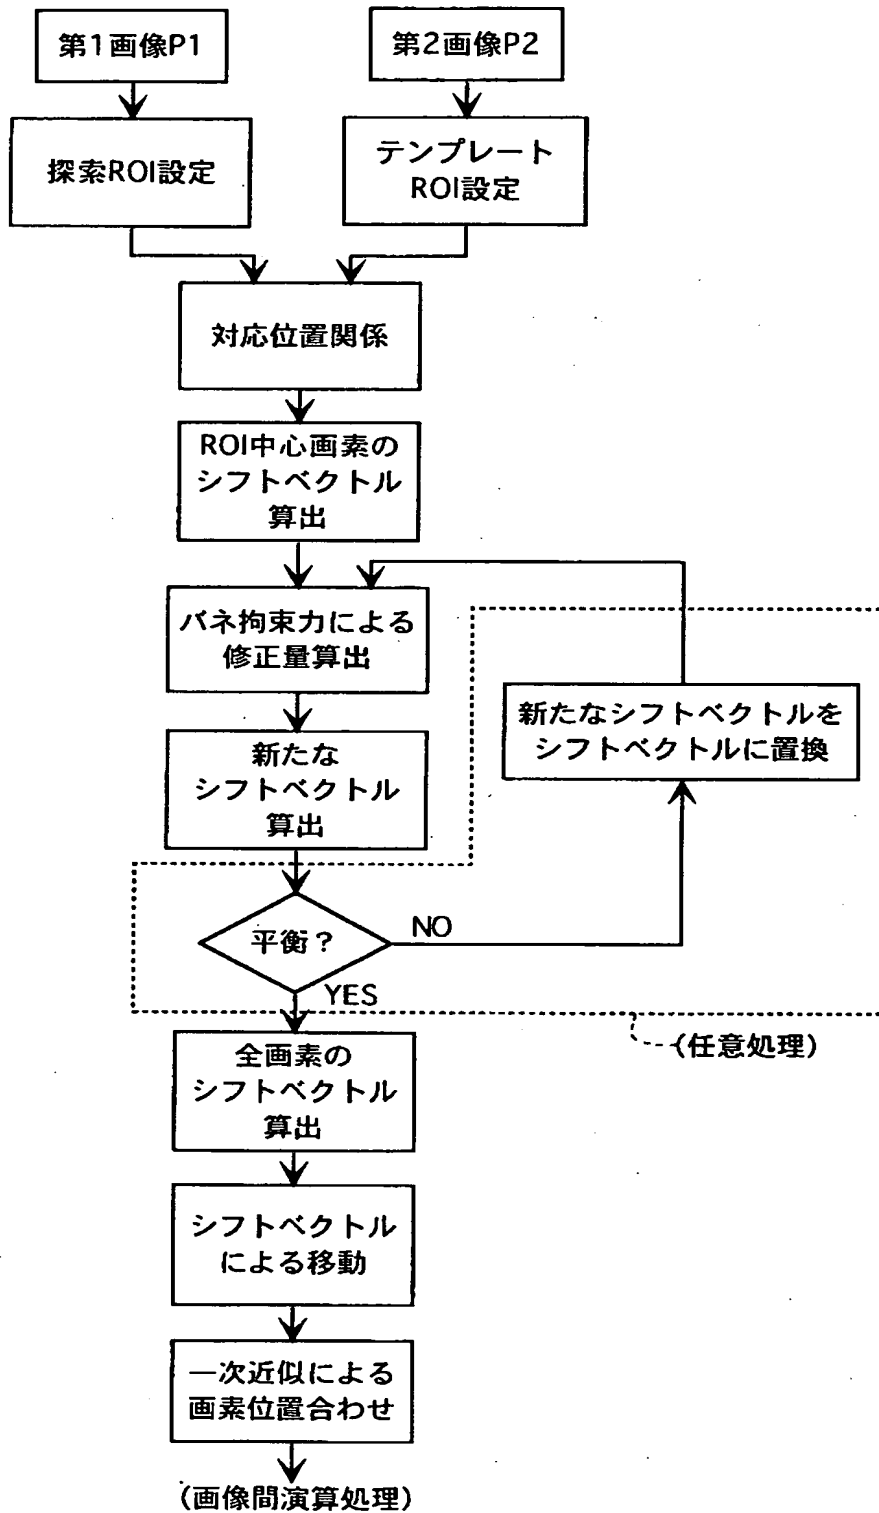 第1画像P1
第2画像P2
探索ROI設定
テンプレート
ROI設定
対応位置関係
ROI中心画素の
シフトベクトル
算出
バネ拘束力による
修正量算出
新たなシフトベクトルを
シフトベクトルに置換
新たな
シフトベクトル
算出
平衡？
NO
YES
(任意処理)
全画素の
シフトベクトル
算出
シフトベクトル
による移動
一次近似による
画素位置合わせ
(画像間演算処理)